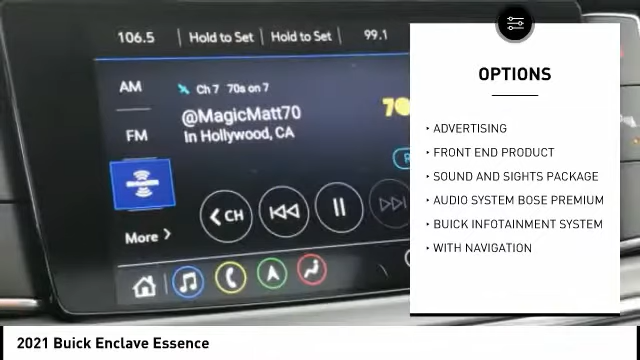 106.5 | Hold to Set | Hold to Set | 99.1
AM
Ch 7 70s on 7
@MagicMatt70
In Hollywood, CA
70
FM
R
< CH
More >
OPTIONS
• ADVERTISING
• FRONT END PRODUCT
• SOUND AND SIGHTS PACKAGE
• AUDIO SYSTEM BOSE PREMIUM
• BUICK INFOTAINMENT SYSTEM
• WITH NAVIGATION
2021 Buick Enclave Essence